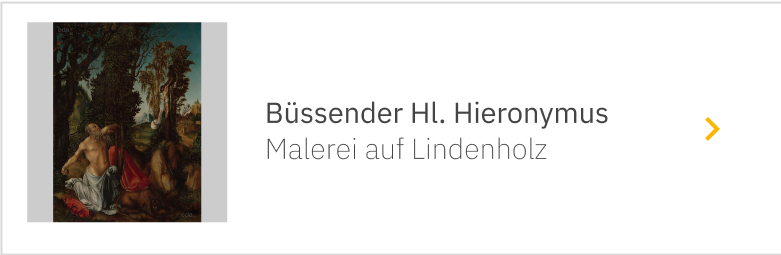 Büssender Hl. Hieronymus
Malerei auf Lindenholz